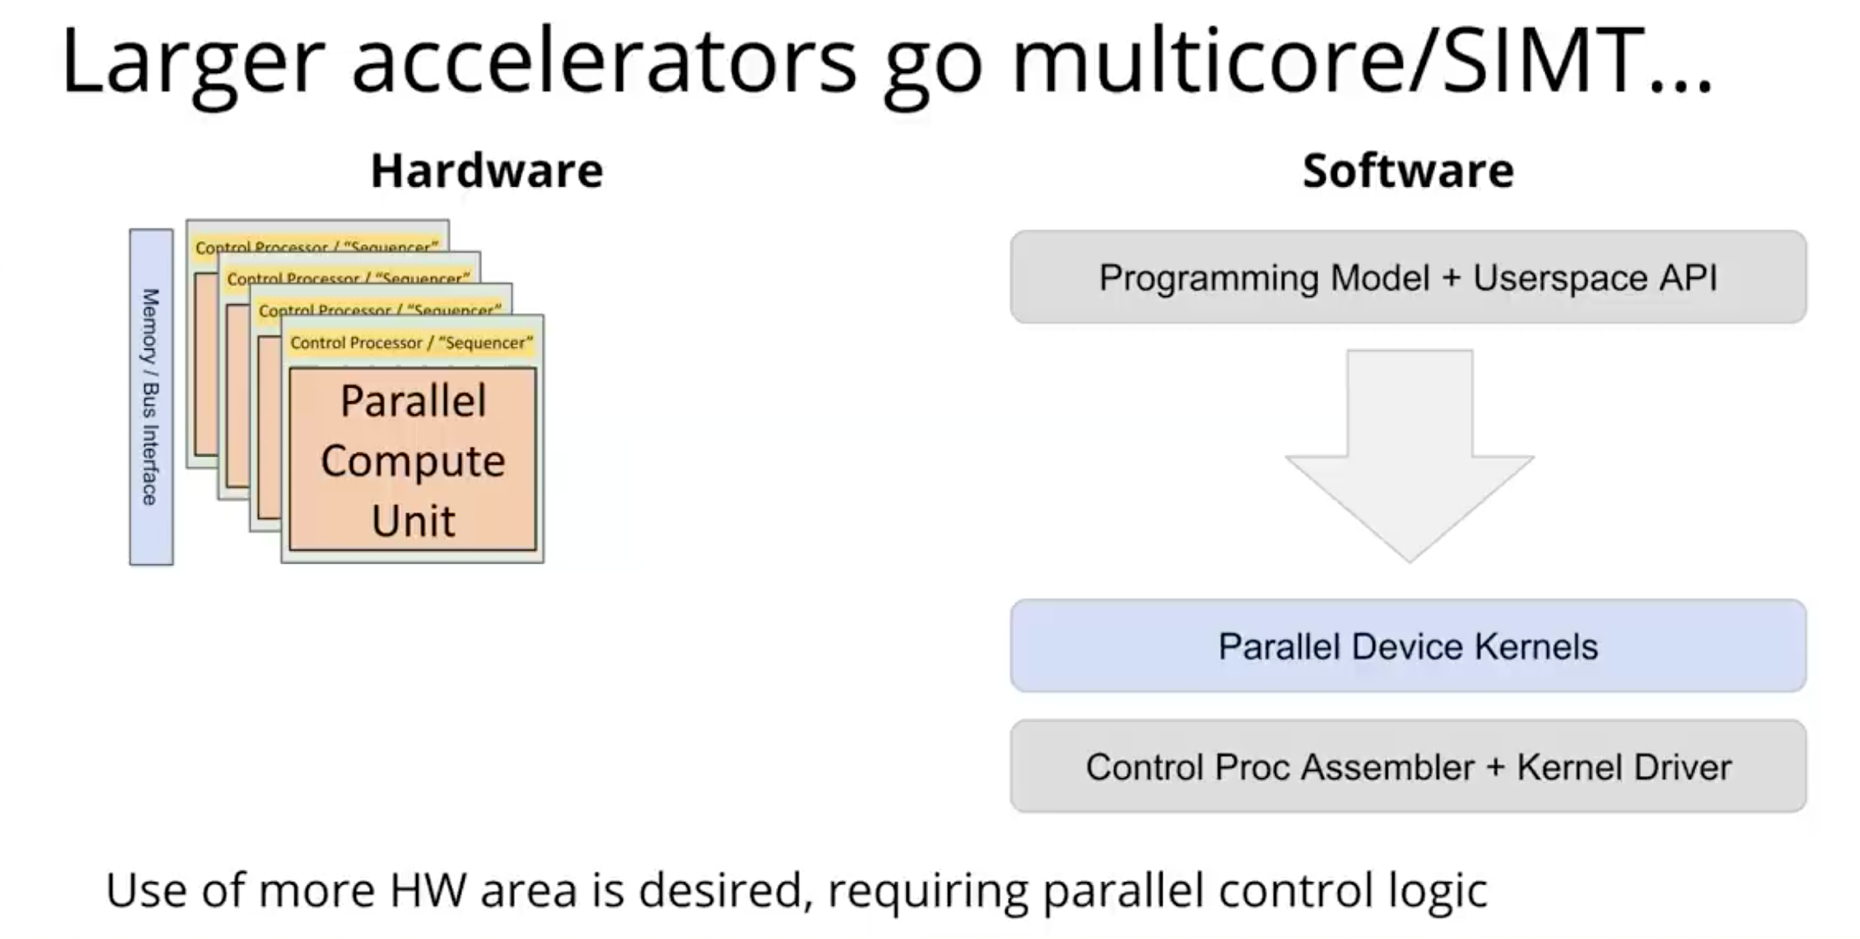 Larger accelerators go multicore/SIMT...
Hardware
Software
Memory / Bus Interface
Control Processor / “Sequencer”
Control Processor / “Sequencer”
Control Processor / “Sequencer”
Control Processor / “Sequencer”
Parallel
Compute
Unit
Programming Model + Userspace API
Parallel Device Kernels
Control Proc Assembler + Kernel Driver
Use of more HW area is desired, requiring parallel control logic